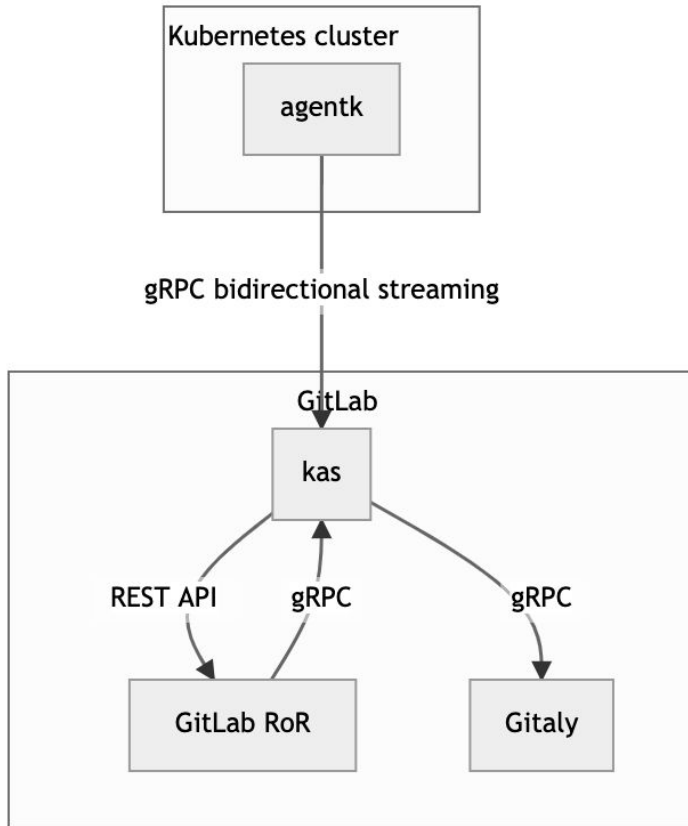 Kubernetes cluster
agentk
gRPC bidirectional streaming
GitLab
kas
REST API
gRPC
gRPC
GitLab RoR
Gitaly